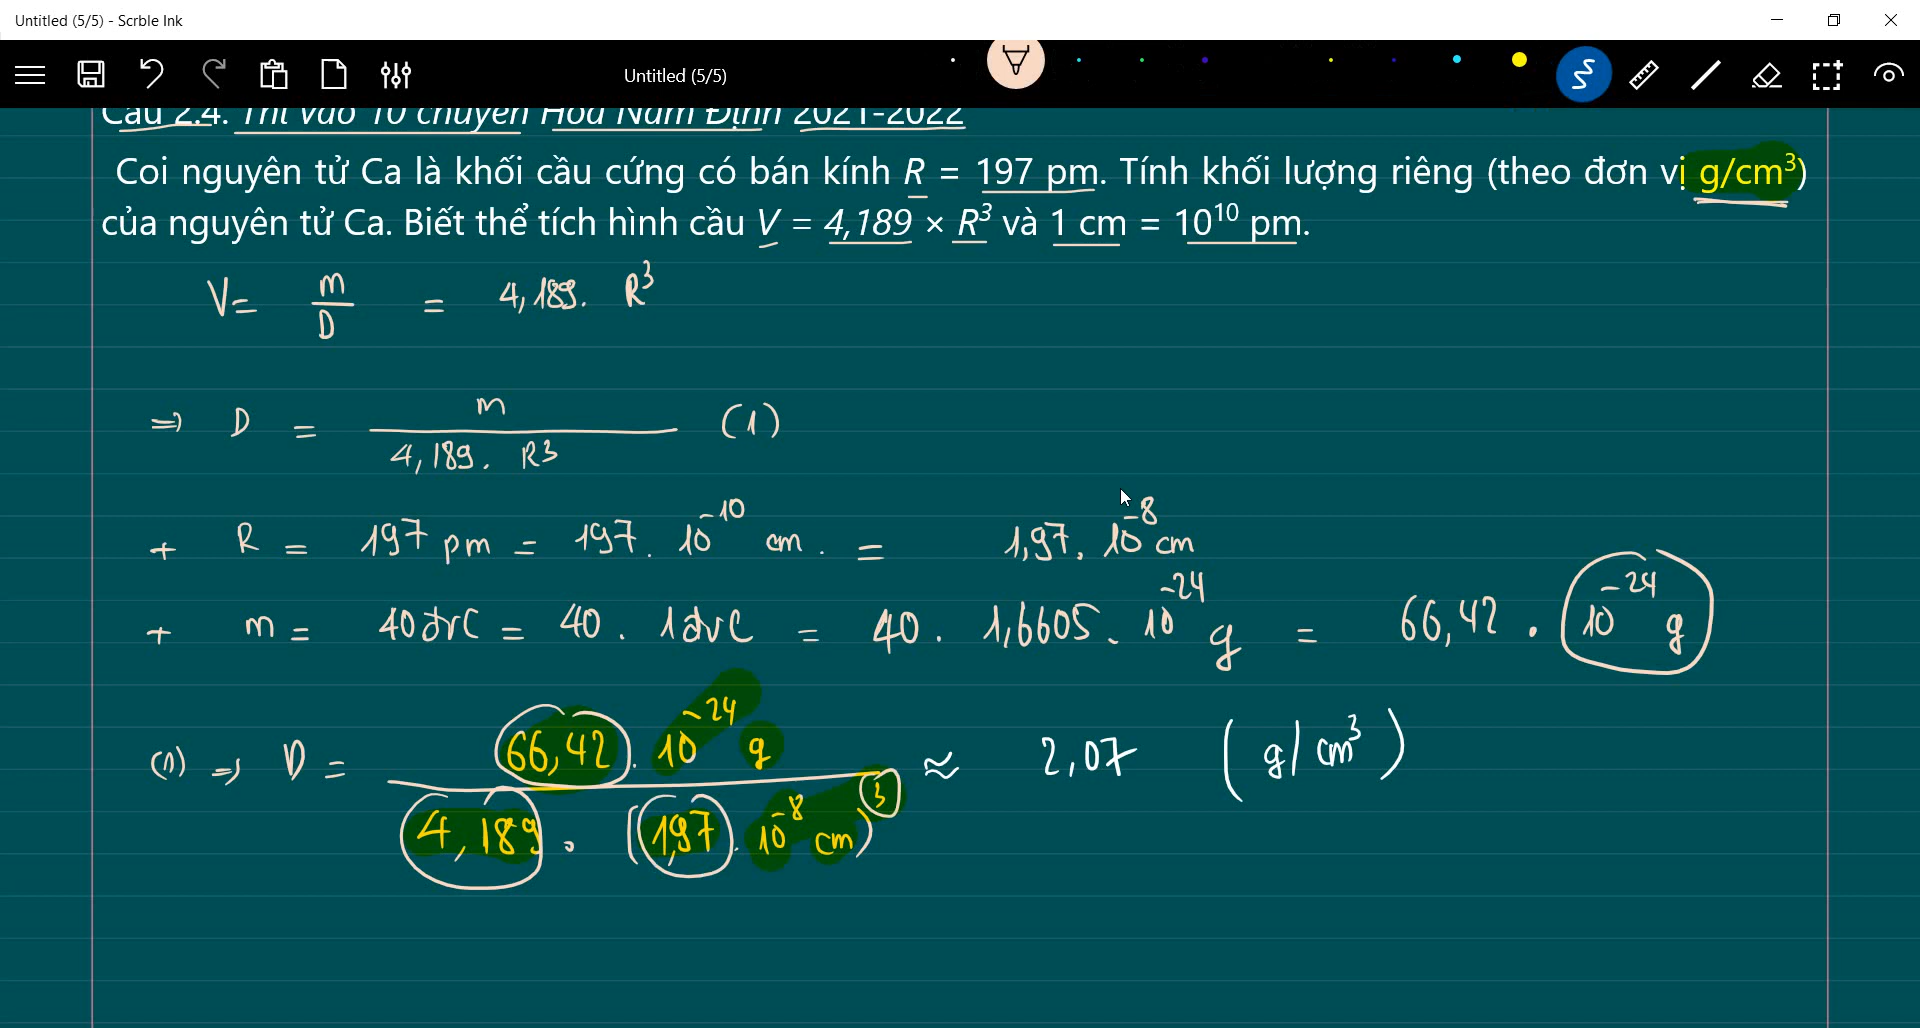 Untitled (5/5) - Scrble Ink
Untitled (5/5)
Câu 2.4. Thi vào 10 chuyên Hóa Nam Định 2021-2022
Coi nguyên tử Ca là khối cầu cứng có bán kính R = 197 pm. Tính khối lượng riêng (theo đơn vị g/cm³)
của nguyên tử Ca. Biết thể tích hình cầu V = 4,189 × R³ và 1 cm = 10¹⁰ pm.
V = m/D = 4,189. R³
⇒ D = m/(4,189. R³) (1)
+ R = 197 pm = 197. 10⁻¹⁰ cm. = 1,97. 10⁻⁸ cm
+ m = 40 đvC = 40. 1 đvC = 40. 1,6605. 10⁻²⁴ g = 66,42. 10⁻²⁴ g
(1) ⇒ D = 66,42. 10⁻²⁴ g / 4,189. (1,97. 10⁻⁸ cm)³ ≈ 2,07 (g/cm³)